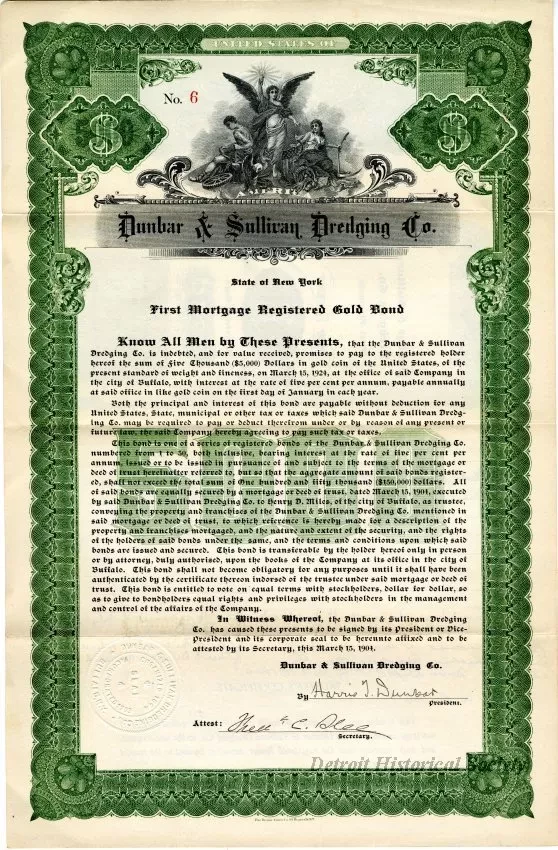 UNITED STATES OF
No. 6
AMERICA
Dunbar & Sullivan Dredging Co.
State of New York
First Mortgage Registered Gold Bond
Know All Men by These Presents, that the Dunbar & Sullivan
Dredging Co. is indebted, and for value received, promises to pay to the registered holder
hereof the sum of Five Thousand ($5,000) Dollars in gold coin of the United States, of the
present standard of weight and fineness, on March 15, 1924, at the office of said Company in
the city of Buffalo, with interest at the rate of five per cent per annum, payable annually
at said office in like gold coin on the first day of January in each year.
Both the principal and interest of this bond are payable without deduction for any
United States, State, municipal or other tax or taxes which said Dunbar & Sullivan Dredg-
ing Co. may be required to pay or deduct therefrom under or by reason of any present or
future law, the said Company hereby agreeing to pay such tax or taxes.
This bond is one of a series of registered bonds of the Dunbar & Sullivan Dredging Co.
numbered from 1 to 50, both inclusive, bearing interest at the rate of five per cent per
annum, issued or to be issued in pursuance of and subject to the terms of the mortgage or
deed of trust hereinafter referred to, but so that the aggregate amount of said bonds register-
ed, shall not exceed the total sum of One hundred and fifty thousand ($150,000) dollars. All
of said bonds are equally secured by a mortgage or deed of trust, dated March 15, 1904, executed
by said Dunbar & Sullivan Dredging Co. to Henry D. Miles, of the city of Buffalo, as trustee,
conveying the property and franchises of the Dunbar & Sullivan Dredging Co. mentioned in
said mortgage or deed of trust, to which reference is hereby made for a description of the
property and franchises mortgaged, and the nature and extent of the security, and the rights
of the holders of said bonds under the same, and the terms and conditions upon which said
bonds are issued and secured. This bond is transferable by the holder hereof only in person
or by attorney, duly authorised, upon the books of the Company at its office in the city of
Buffalo. This bond shall not become obligatory for any purposes until it shall have been
authenticated by the certificate thereon indorsed of the trustee under said mortgage or deed of
trust. This bond is entitled to vote on equal terms with stockholders, dollar for dollar, so
as to give to bondholders equal rights and privileges with stockholders in the management
and control of the affairs of the Company.
In Witness Whereof, the Dunbar & Sullivan Dredging
Co. has caused these presents to be signed by its President or Vice-
President and its corporate seal to be hereunto affixed and to be
attested by its Secretary, this March 15, 1904.
Dunbar & Sullivan Dredging Co.
By Harris T. Dunbar
President.
Attest:
Secretary.
Detroit Historical Society